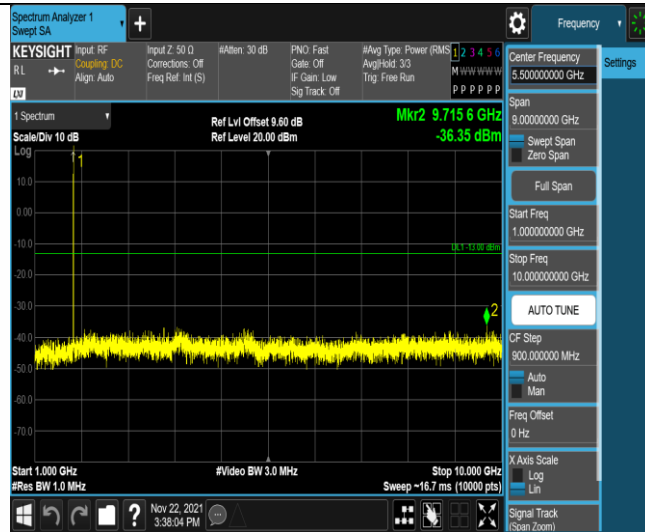 Spectrum Analyzer 1
Swept SA
+
Frequency
KEYSIGHT
RL
LXI
Input: RF
Coupling: DC
Align: Auto
Input Z: 50 Ω
Corrections: Off
Freq Ref: Int (S)
#Atten: 30 dB
PNO: Fast
Gate: Off
IF Gain: Low
Sig Track: Off
#Avg Type: Power (RMS
Avg|Hold: 3/3
Trig: Free Run
1 2 3 4 5 6
M W W W W W
P P P P P P
1 Spectrum
Scale/Div 10 dB
Ref Lvl Offset 9.60 dB
Ref Level 20.00 dBm
Mkr2 9.715 6 GHz
-36.35 dBm
Log
1
10.0
0.00
-10.0
DL1 -13.00 dBm
-20.0
-30.0
2
-40.0
-50.0
-60.0
-70.0
Start 1.000 GHz
#Res BW 1.0 MHz
#Video BW 3.0 MHz
Stop 10.000 GHz
Sweep ~16.7 ms (10000 pts)
Nov 22, 2021
3:38:04 PM
?
Settings
Center Frequency
5.500000000 GHz
Span
9.00000000 GHz
Swept Span
Zero Span
Full Span
Start Freq
1.000000000 GHz
Stop Freq
10.000000000 GHz
AUTO TUNE
CF Step
900.000000 MHz
Auto
Man
Freq Offset
0 Hz
X Axis Scale
Log
Lin
Signal Track
(Span Zoom)